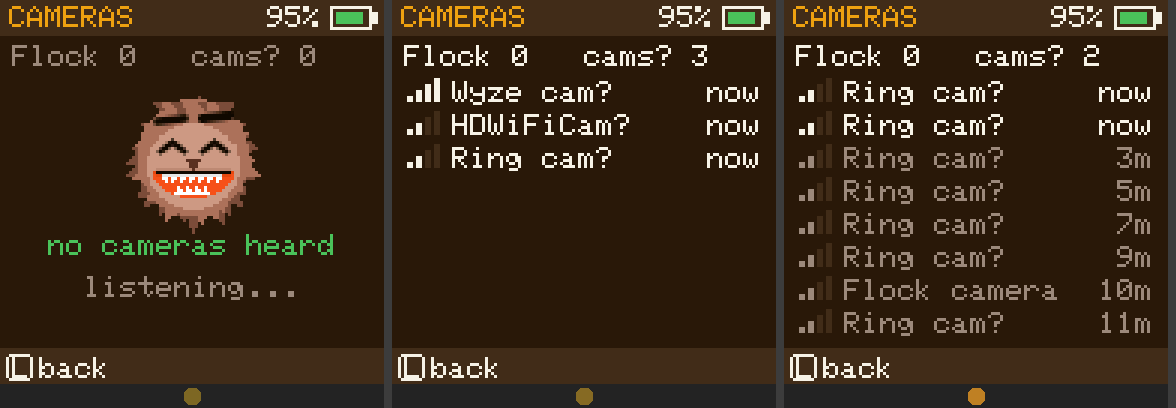 CAMERAS 95%
Flock 0 cams? 0
no cameras heard
listening...
back
CAMERAS 95%
Flock 0 cams? 3
Wyze cam? now
HDWiFiCam? now
Ring cam? now
back
CAMERAS 95%
Flock 0 cams? 2
Ring cam? now
Ring cam? now
Ring cam? 3m
Ring cam? 5m
Ring cam? 7m
Ring cam? 9m
Flock camera 10m
Ring cam? 11m
back